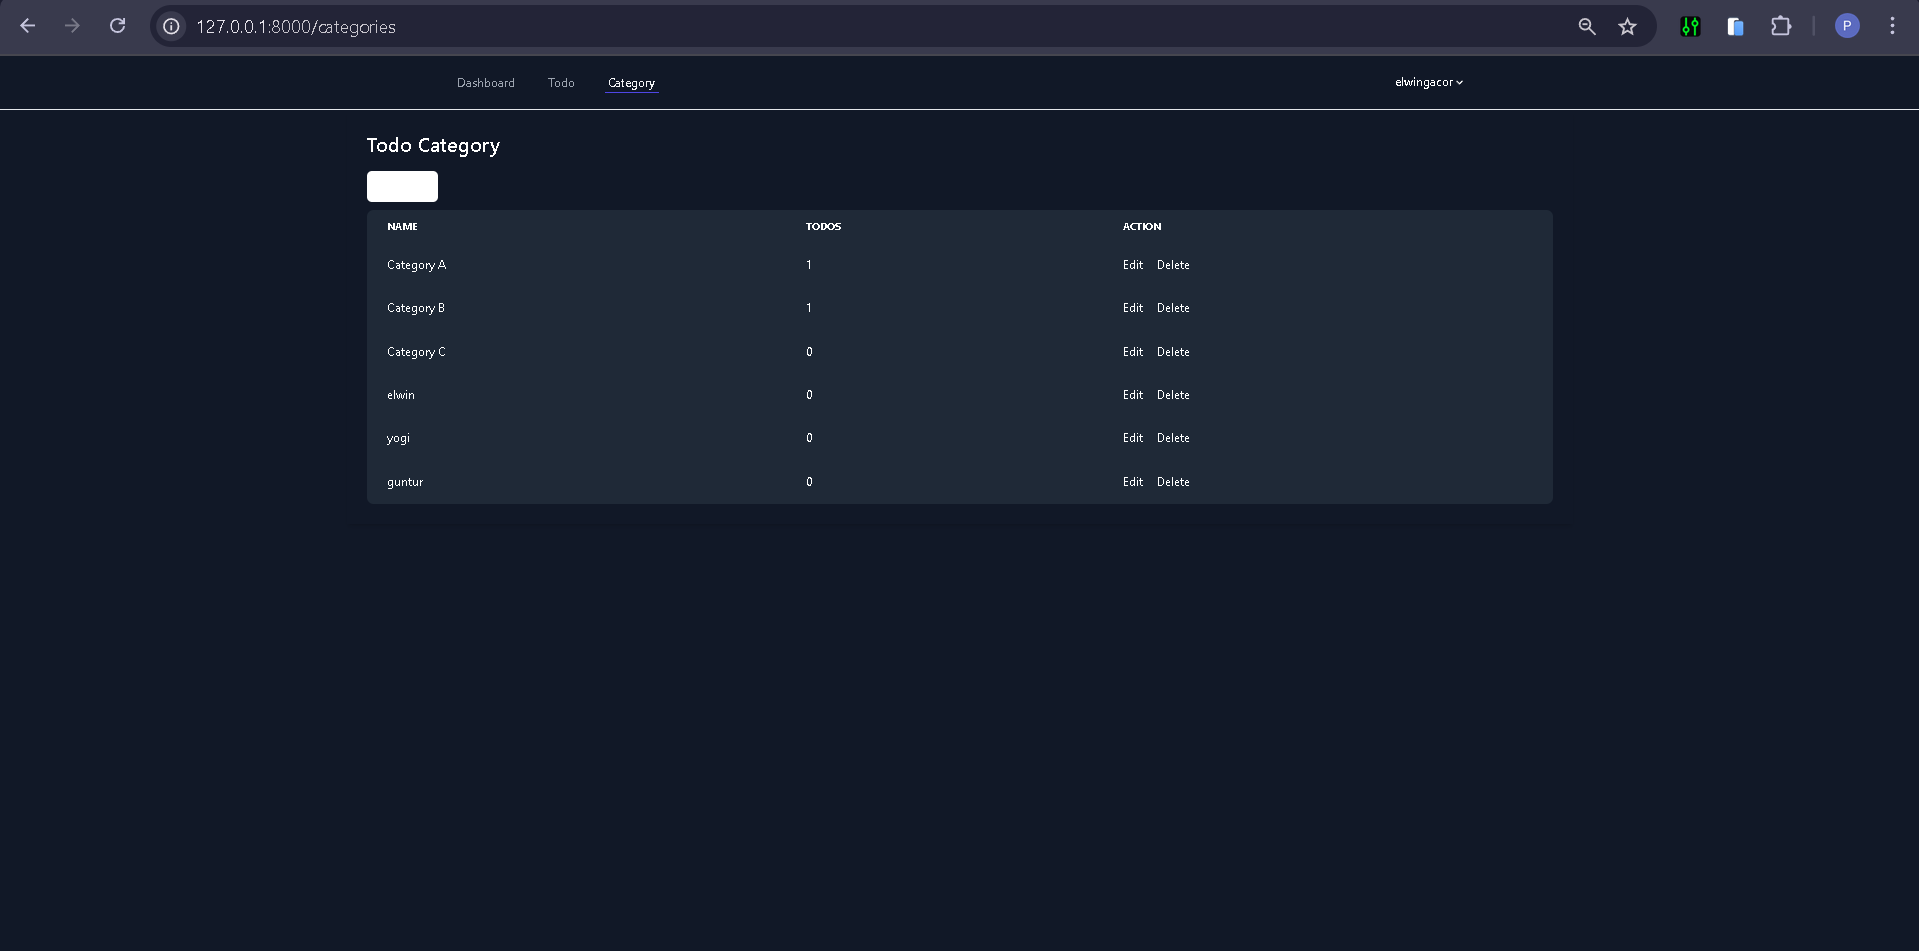 127.0.0.1:8000/categories
P
Dashboard Todo Category elwingacor
Todo Category
NAME TODOS ACTION
Category A 1 Edit Delete
Category B 1 Edit Delete
Category C 0 Edit Delete
elwin 0 Edit Delete
yogi 0 Edit Delete
guntur 0 Edit Delete